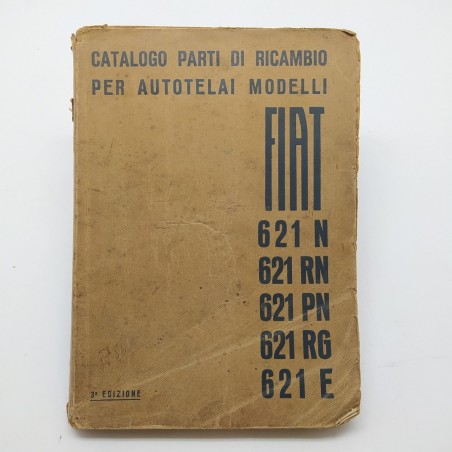 CATALOGO PARTI DI RICAMBIO
PER AUTOTELAI MODELLI
FIAT
621 N
621 RN
621 PN
621 RG
621 E
3ª EDIZIONE